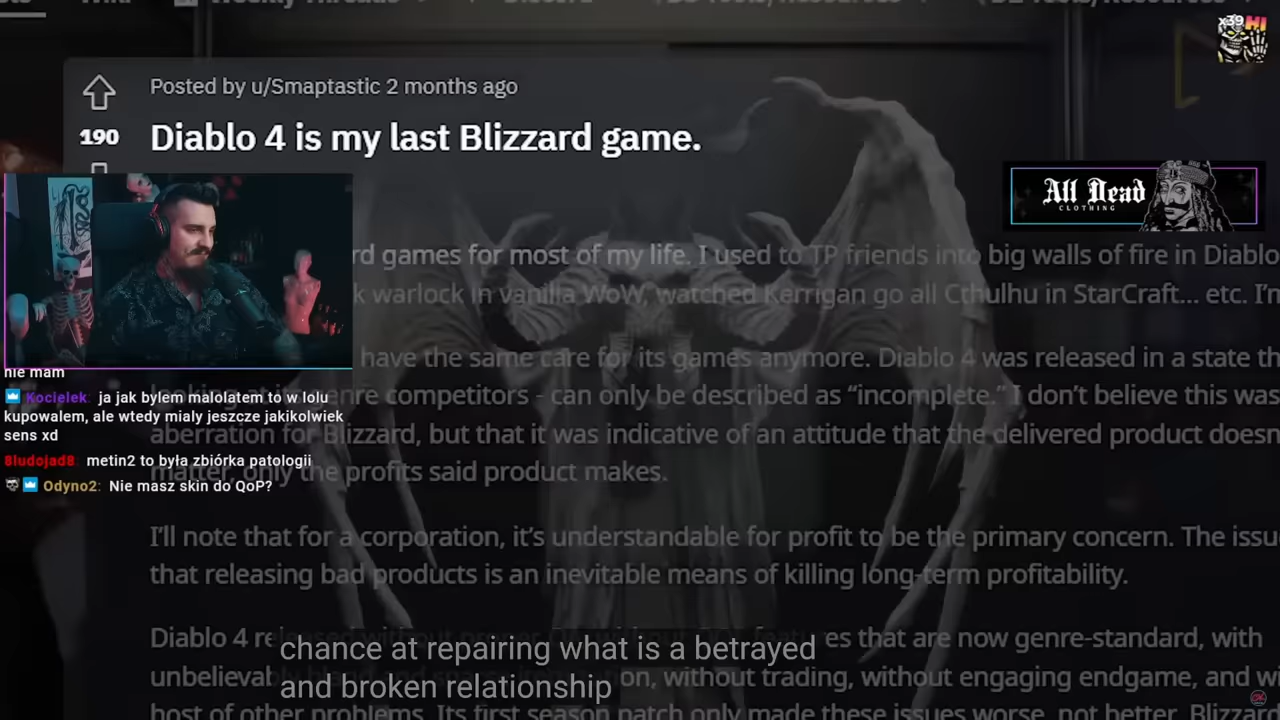 x39 HI
Posted by u/Smaptastic 2 months ago
190
Diablo 4 is my last Blizzard game.
All Dead
CLOTHING
rd games for most of my life. I used to TP friends into big walls of fire in Diablo
k warlock in vanilla WoW, watched Kerrigan go all Cthulhu in StarCraft... etc. I'm
have the same care for its games anymore. Diablo 4 was released in a state th
nie mam
Kocielek: ja jak bylem malolatem to w lolu
kupowalem, ale wtedy mialy jeszcze jakikolwiek
sens xd
enre competitors - can only be described as “incomplete.” I don’t believe this was
aberration for Blizzard, but that it was indicative of an attitude that the delivered product doesn
8ludojad8: metin2 to była zbiórka patologii
matter, only the profits said product makes.
Odyno2: Nie masz skin do QoP?
I’ll note that for a corporation, it’s understandable for profit to be the primary concern. The issu
that releasing bad products is an inevitable means of killing long-term profitability.
Diablo 4 re es that are now genre-standard, with
chance at repairing what is a betrayed
unbelievab on, without trading, without engaging endgame, and wi
and broken relationship
host of other problems. Its first season patch only made these issues worse, not better. Blizzar